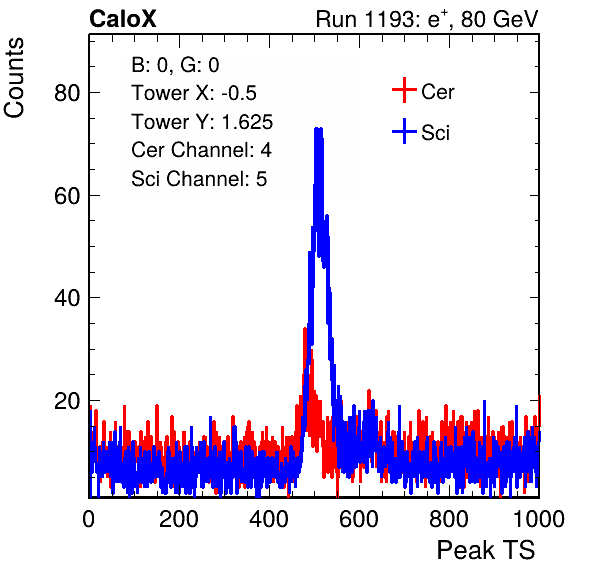 CaloX Run 1193: e⁺, 80 GeV
Counts
B: 0, G: 0
Tower X: -0.5
Tower Y: 1.625
Cer Channel: 4
Sci Channel: 5
Cer
Sci
80
60
40
20
0 200 400 600 800 1000
Peak TS